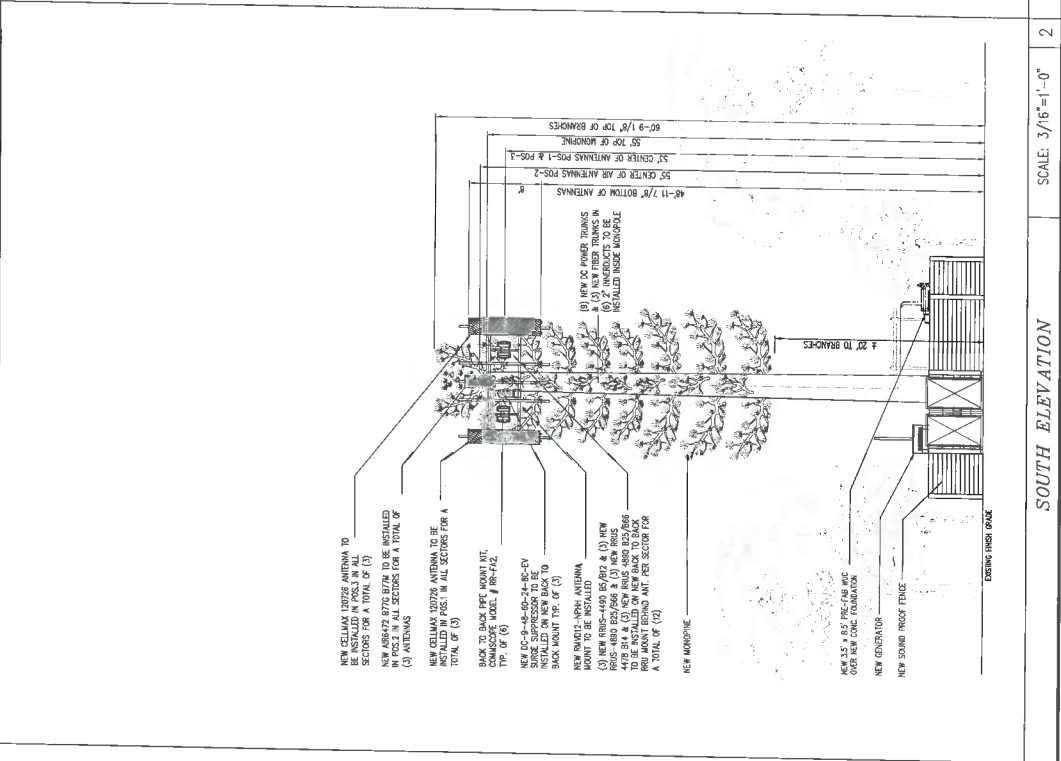 NEW CELLMAX 120726 ANTENNA TO
BE INSTALLED IN POS.3 IN ALL
SECTORS FOR A TOTAL OF (3)
NEW AIR6472 B77G B77M TO BE INSTALLED
IN POS.2 IN ALL SECTORS FOR A TOTAL OF
(3) ANTENNAS
NEW CELLMAX 120726 ANTENNA TO BE
INSTALLED IN POS.1 IN ALL SECTORS FOR A
TOTAL OF (3)
BACK TO BACK PIPE MOUNT KIT,
COMMSCOPE MODEL # RR-FA2,
TYP. OF (6)
NEW DC-9-48-60-24-8C-EV
SURGE SUPPRESSOR TO BE
INSTALLED ON NEW BACK TO
BACK MOUNT TYP. OF (3)
NEW RMVD12-NPHH ANTENNA
MOUNT TO BE INSTALLED
(3) NEW RRUS-4490 B5/B12 & (3) NEW
RRUS-4890 B25/B66 & (3) NEW RRUS
4478 B14 & (3) NEW RRUS 4890 B25/B66
TO BE INSTALLED ON NEW BACK TO BACK
RRU MOUNT BEHIND ANT. PER SECTOR FOR
A TOTAL OF (12)
NEW MONOPINE
NEW 3.5' x 8.5' PRE-FAB WUC
OVER NEW CONC. FOUNDATION
NEW GENERATOR
NEW SOUND PROOF FENCE
EXISTING FINISH GRADE
(9) NEW DC POWER TRUNKS
& (3) NEW FIBER TRUNKS IN
(6) 2" INNERDUCTS TO BE
INSTALLED INSIDE MONOPOLE
60'-9 1/8" TOP OF BRANCHES
55' TOP OF MONOPINE
53' CENTER OF ANTENNAS POS-1 & POS-3
55' CENTER OF AIR ANTENNAS POS-2
48'-11 7/8" BOTTOM OF ANTENNAS
8'
± 20' TO BRANCHES
SOUTH ELEVATION
SCALE: 3/16"=1'-0"
2